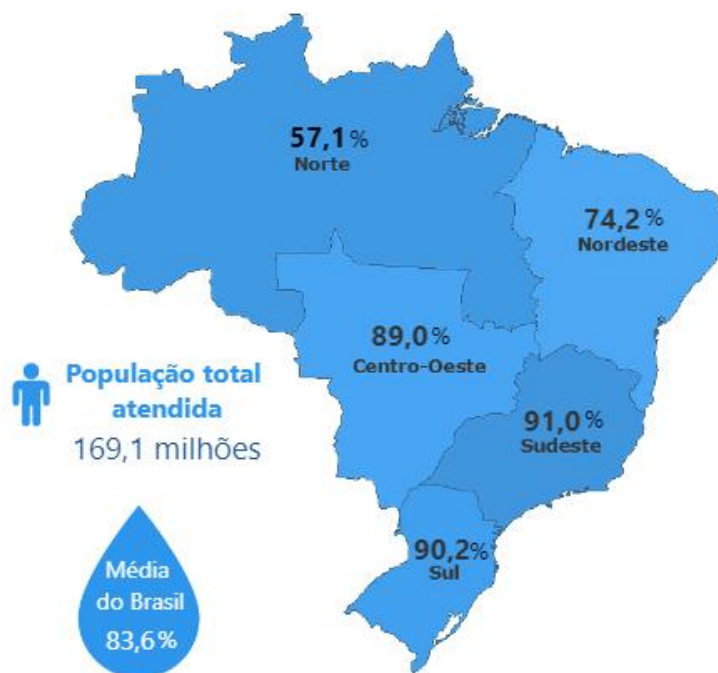 57,1%
Norte
74,2%
Nordeste
89,0%
Centro-Oeste
População total
atendida
169,1 milhões
91,0%
Sudeste
90,2%
Sul
Média
do Brasil
83,6%